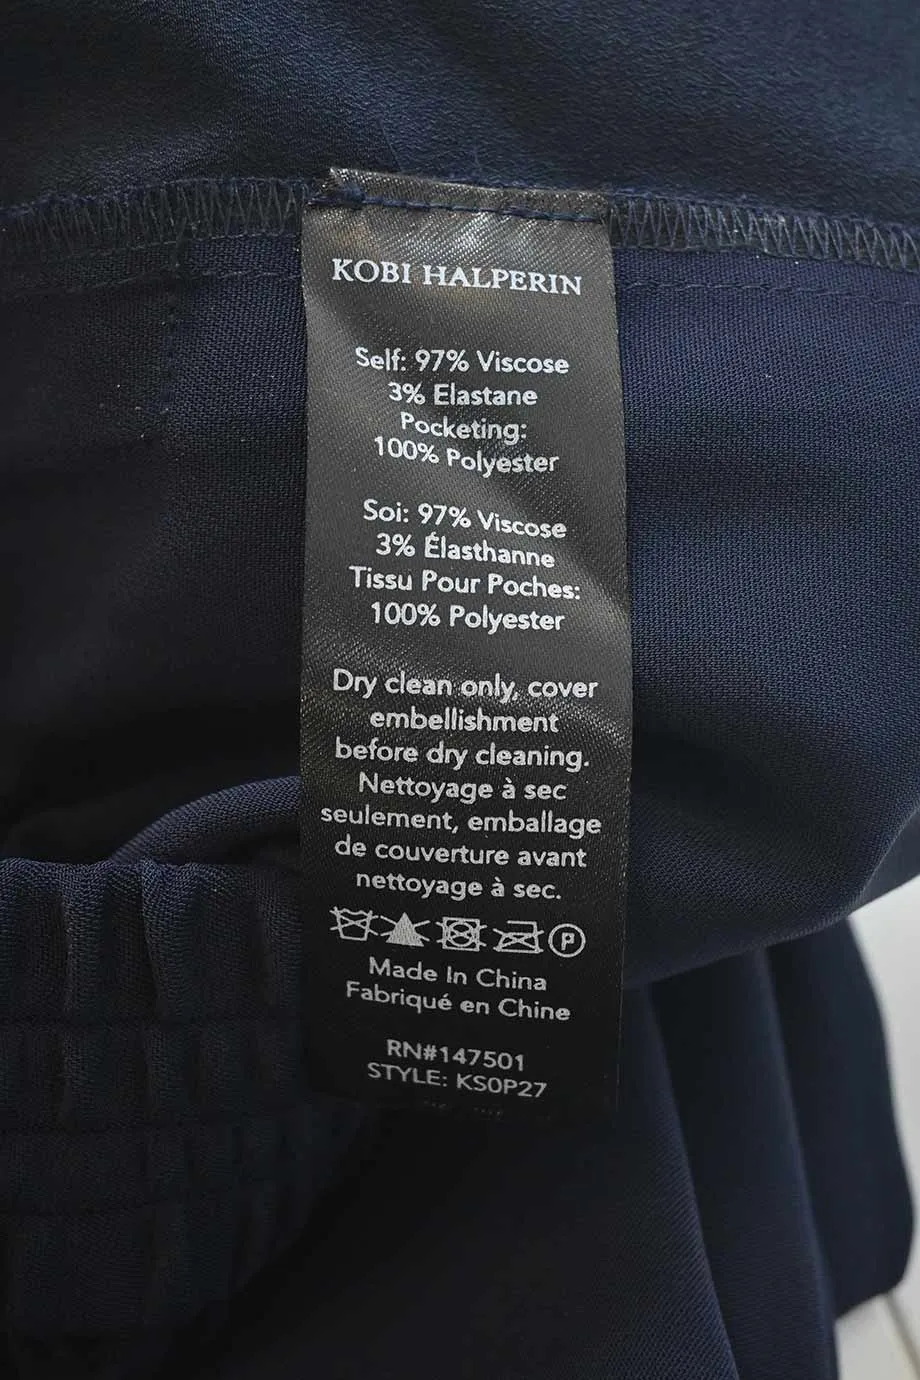 KOBI HALPERIN
Self: 97% Viscose
3% Elastane
Pocketing:
100% Polyester
Soi: 97% Viscose
3% Élasthanne
Tissu Pour Poches:
100% Polyester
Dry clean only, cover
embellishment
before dry cleaning.
Nettoyage à sec
seulement, emballage
de couverture avant
nettoyage à sec.
P
Made In China
Fabriqué en Chine
RN#147501
STYLE: KS0P27